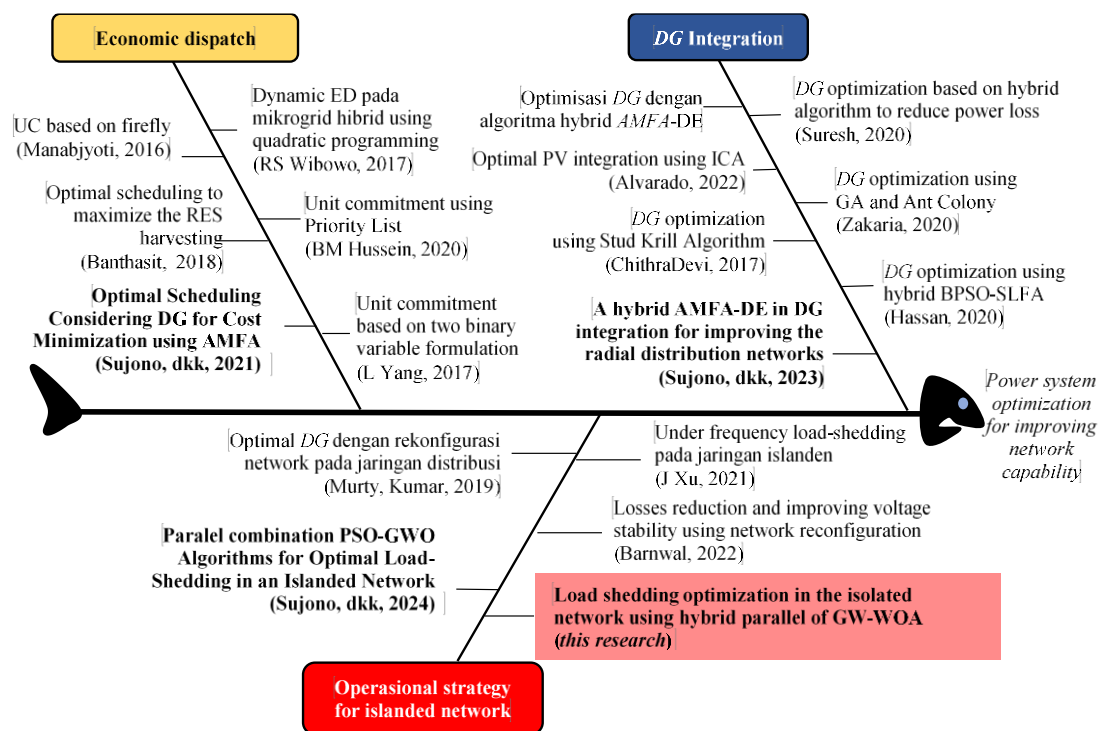 Economic dispatch
DG Integration
UC based on firefly
(Manabjyoti, 2016)
Dynamic ED pada
mikrogrid hibrid using
quadratic programming
(RS Wibowo, 2017)
Optimal scheduling to
maximize the RES
harvesting
(Banthasit, 2018)
Unit commitment using
Priority List
(BM Hussein, 2020)
Optimal Scheduling
Considering DG for Cost
Minimization using AMFA
(Sujono, dkk, 2021)
Unit commitment
based on two binary
variable formulation
(L Yang, 2017)
Optimisasi DG dengan
algoritma hybrid AMFA-DE
DG optimization based on hybrid
algorithm to reduce power loss
(Suresh, 2020)
Optimal PV integration using ICA
(Alvarado, 2022)
DG optimization using
GA and Ant Colony
(Zakaria, 2020)
DG optimization
using Stud Krill Algorithm
(ChithraDevi, 2017)
DG optimization using
hybrid BPSO-SLFA
(Hassan, 2020)
A hybrid AMFA-DE in DG
integration for improving the
radial distribution networks
(Sujono, dkk, 2023)
Power system
optimization
for improving
network
capability
Optimal DG dengan rekonfigurasi
network pada jaringan distribusi
(Murty, Kumar, 2019)
Under frequency load-shedding
pada jaringan islanden
(J Xu, 2021)
Losses reduction and improving voltage
stability using network reconfiguration
(Barnwal, 2022)
Paralel combination PSO-GWO
Algorithms for Optimal Load-
Shedding in an Islanded Network
(Sujono, dkk, 2024)
Load shedding optimization in the isolated
network using hybrid parallel of GW-WOA
(this research)
Operasional strategy
for islanded network